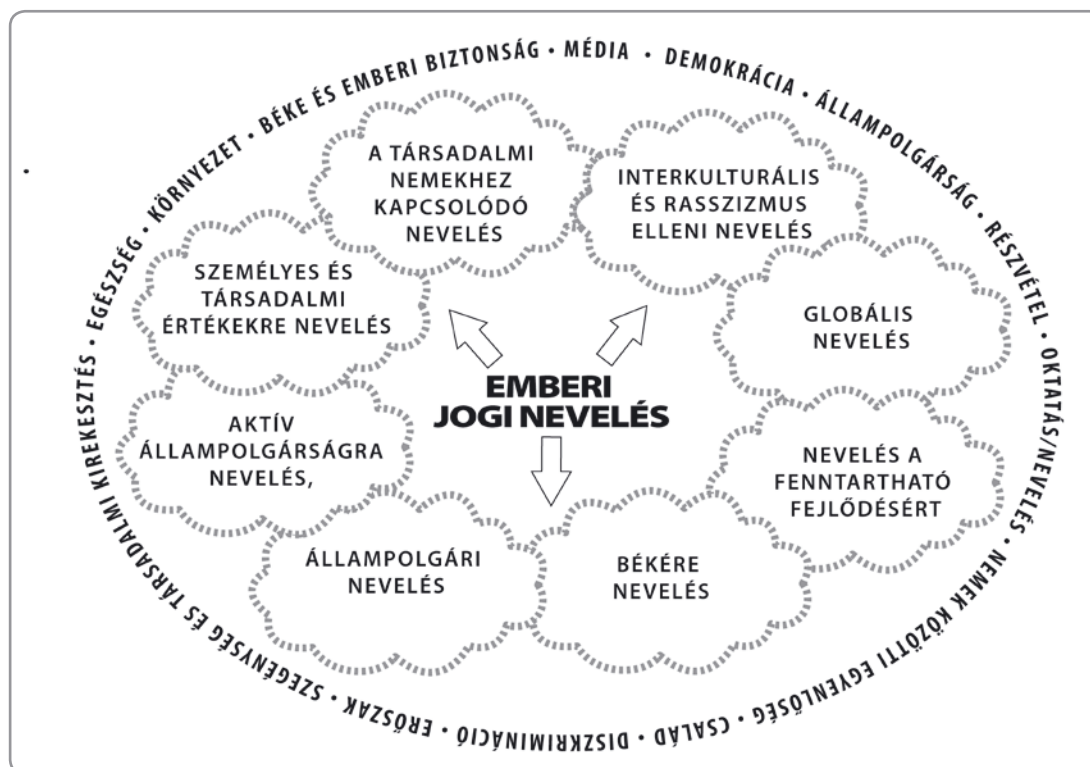 BÉKE ÉS EMBERI BIZTONSÁG • MÉDIA • DEMOKRÁCIA • ÁLLAMPOLGÁRSÁG • RÉSZVÉTEL • OKTATÁS/NEVELÉS • NEMEK KÖZÖTTI EGYENLŐSÉG • CSALÁD • DISZKRIMINÁCIÓ • ERŐSZAK • SZEGÉNYSÉG ÉS TÁRSADALMI KIREKESZTÉS • EGÉSZSÉG • KÖRNYEZET •
A TÁRSADALMI
NEMEKHEZ
KAPCSOLÓDÓ
NEVELÉS
INTERKULTURÁLIS
ÉS RASSZIZMUS
ELLENI NEVELÉS
SZEMÉLYES ÉS
TÁRSADALMI
ÉRTÉKEKRE NEVELÉS
GLOBÁLIS
NEVELÉS
EMBERI
JOGI NEVELÉS
AKTÍV
ÁLLAMPOLGÁRSÁGRA
NEVELÉS,
NEVELÉS A
FENNTARTHATÓ
FEJLŐDÉSÉRT
ÁLLAMPOLGÁRI
NEVELÉS
BÉKÉRE
NEVELÉS